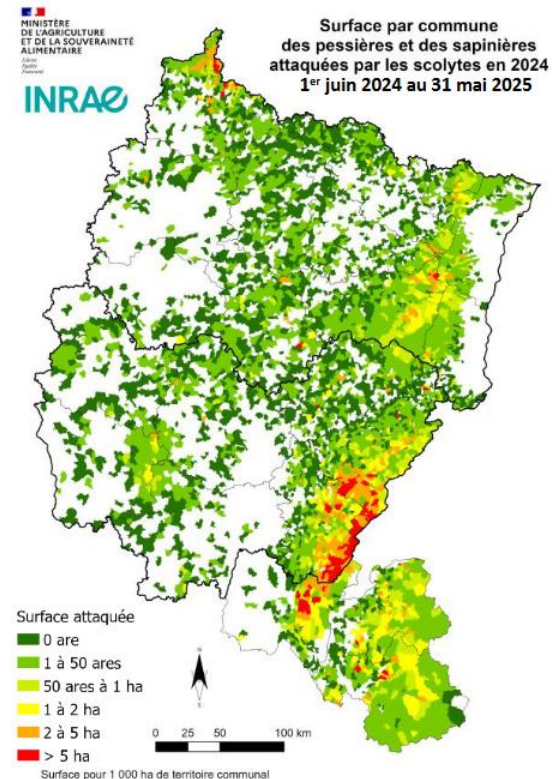 MINISTÈRE
DE L'AGRICULTURE
ET DE LA SOUVERAINETÉ
ALIMENTAIRE
Liberté
Égalité
Fraternité
INRAE
Surface par commune
des pessières et des sapinières
attaquées par les scolytes en 2024
1er juin 2024 au 31 mai 2025
Surface attaquée
0 are
1 à 50 ares
50 ares à 1 ha
1 à 2 ha
2 à 5 ha
> 5 ha
N
S
0 25 50 100 km
Surface pour 1 000 ha de territoire communal